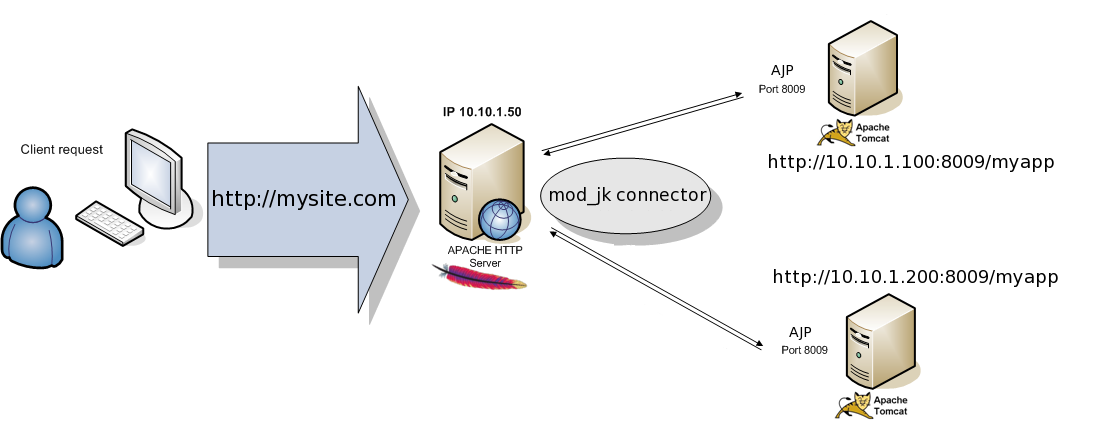 Client request
http://mysite.com
IP 10.10.1.50
APACHE HTTP
Server
mod_jk connector
AJP
Port 8009
Apache
Tomcat
http://10.10.1.100:8009/myapp
http://10.10.1.200:8009/myapp
AJP
Port 8009
Apache
Tomcat